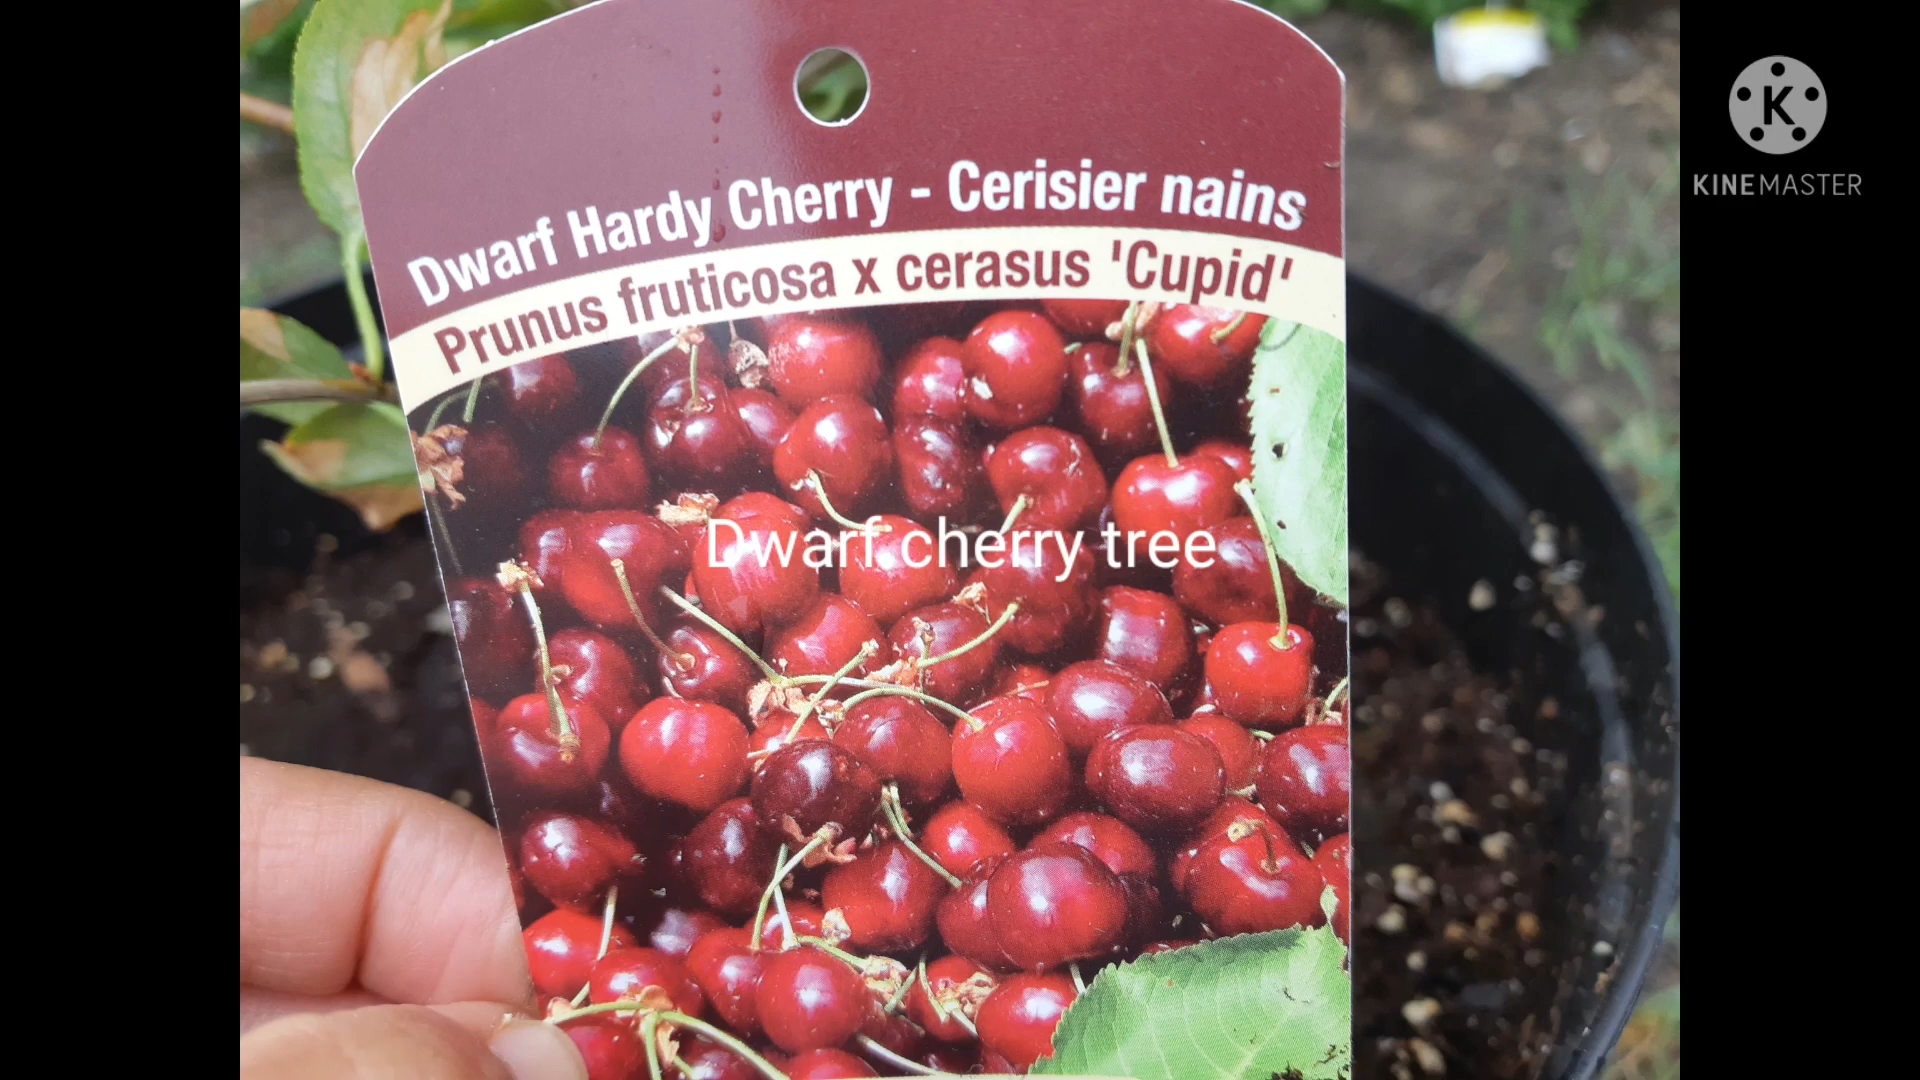 Dwarf Hardy Cherry - Cerisier nains
Prunus fruticosa x cerasus 'Cupid'
Dwarf cherry tree
K
KINEMASTER